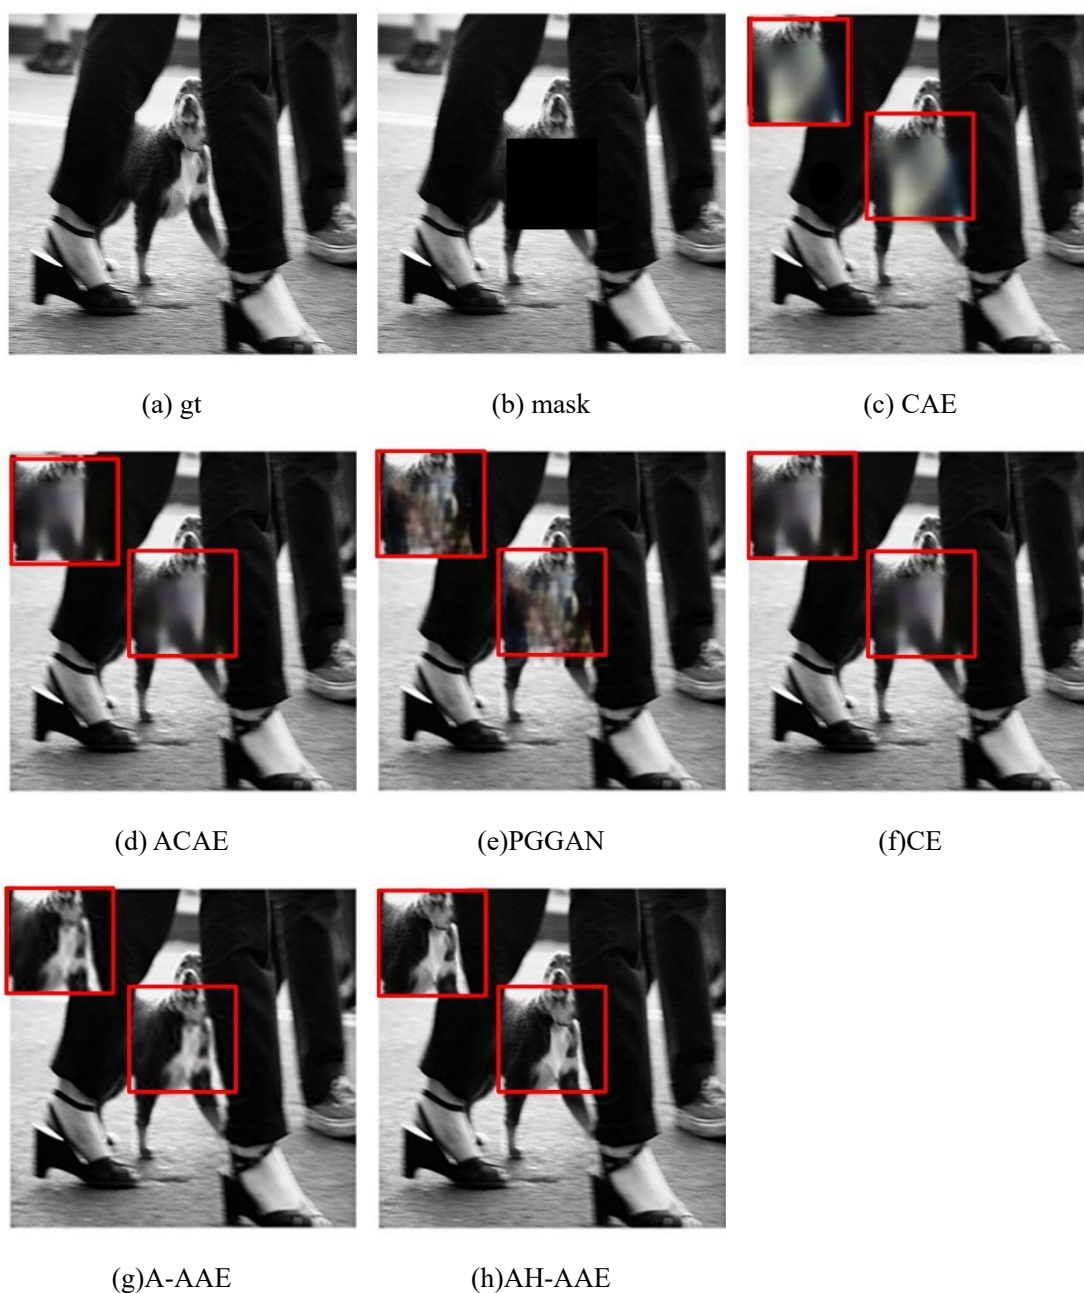 (a) gt
(b) mask
(c) CAE
(d) ACAE
(e)PGGAN
(f)CE
(g)A-AAE
(h)AH-AAE